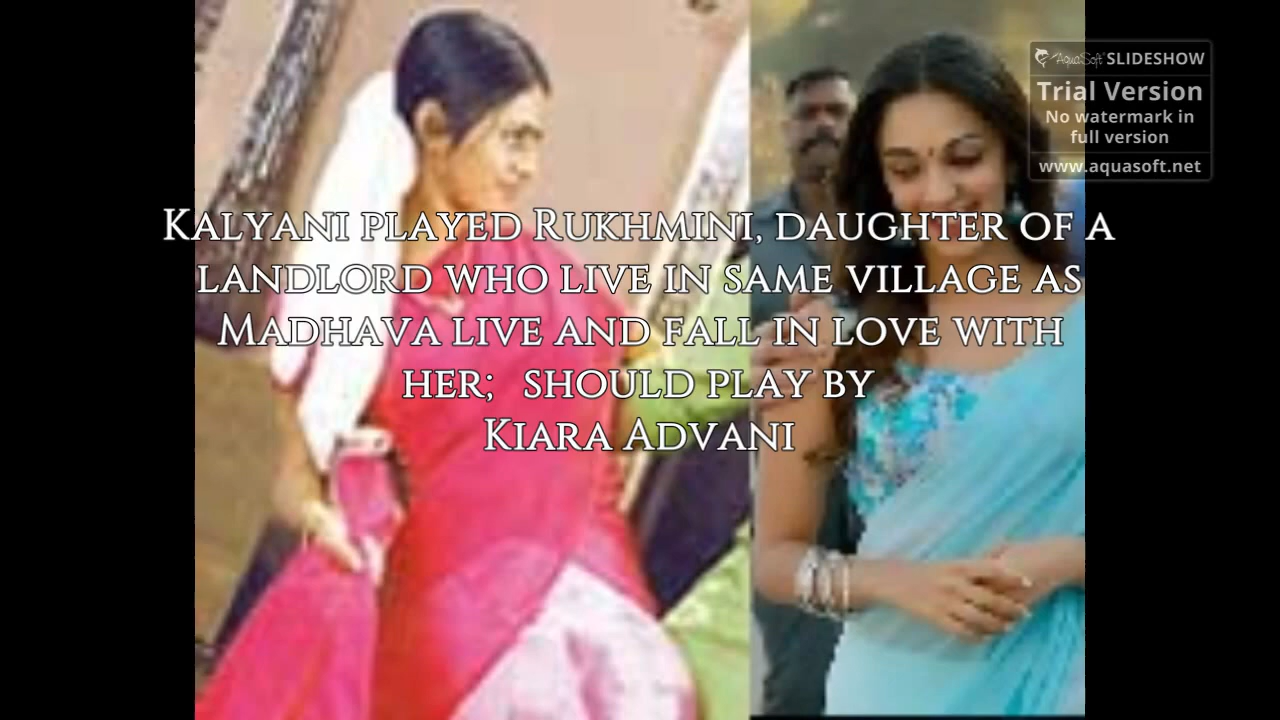 AquaSoft SLIDESHOW
Trial Version
No watermark in
full version
www.aquasoft.net
Kalyani played Rukhmini, daughter of a
landlord who live in same village as
Madhava live and fall in love with
her; should play by
Kiara Advani